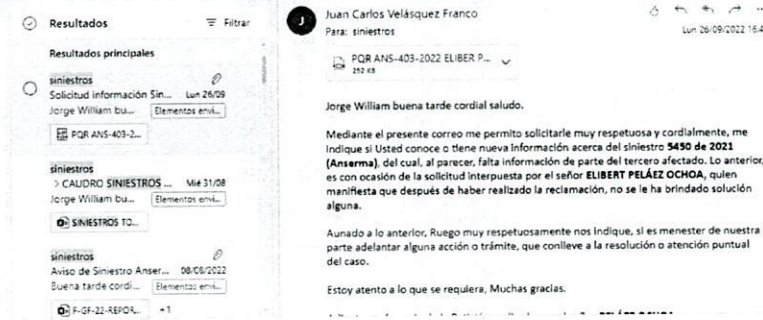 Resultados
Filtrar
Resultados principales
siniestros
Solicitud información Sin... Lun 26/09
Jorge William bu... Elementos envi...
PQR ANS-403-2...
siniestros
> CAUDRO SINIESTROS ... Mié 31/08
Jorge William bu... Elementos envi...
SINIESTROS TO...
siniestros
Aviso de Siniestro Anser... 08/08/2022
Buena tarde cordi... Elementos envi...
F-GF-22-REPOR... +1
J
Juan Carlos Velásquez Franco
Para: siniestros
Lun 26/09/2022 16:4
PQR ANS-403-2022 ELIBER P...
252 KB
Jorge William buena tarde cordial saludo.
Mediante el presente correo me permito solicitarle muy respetuosa y cordialmente, me
indique si Usted conoce o tiene nueva información acerca del siniestro 5450 de 2021
(Anserma), del cual, al parecer, falta información de parte del tercero afectado. Lo anterior,
es con ocasión de la solicitud interpuesta por el señor ELIBERT PELÁEZ OCHOA, quien
manifiesta que después de haber realizado la reclamación, no se le ha brindado solución
alguna.
Aunado a lo anterior, Ruego muy respetuosamente nos indique, si es menester de nuestra
parte adelantar alguna acción o trámite, que conlleve a la resolución o atención puntual
del caso.
Estoy atento a lo que se requiera, Muchas gracias.